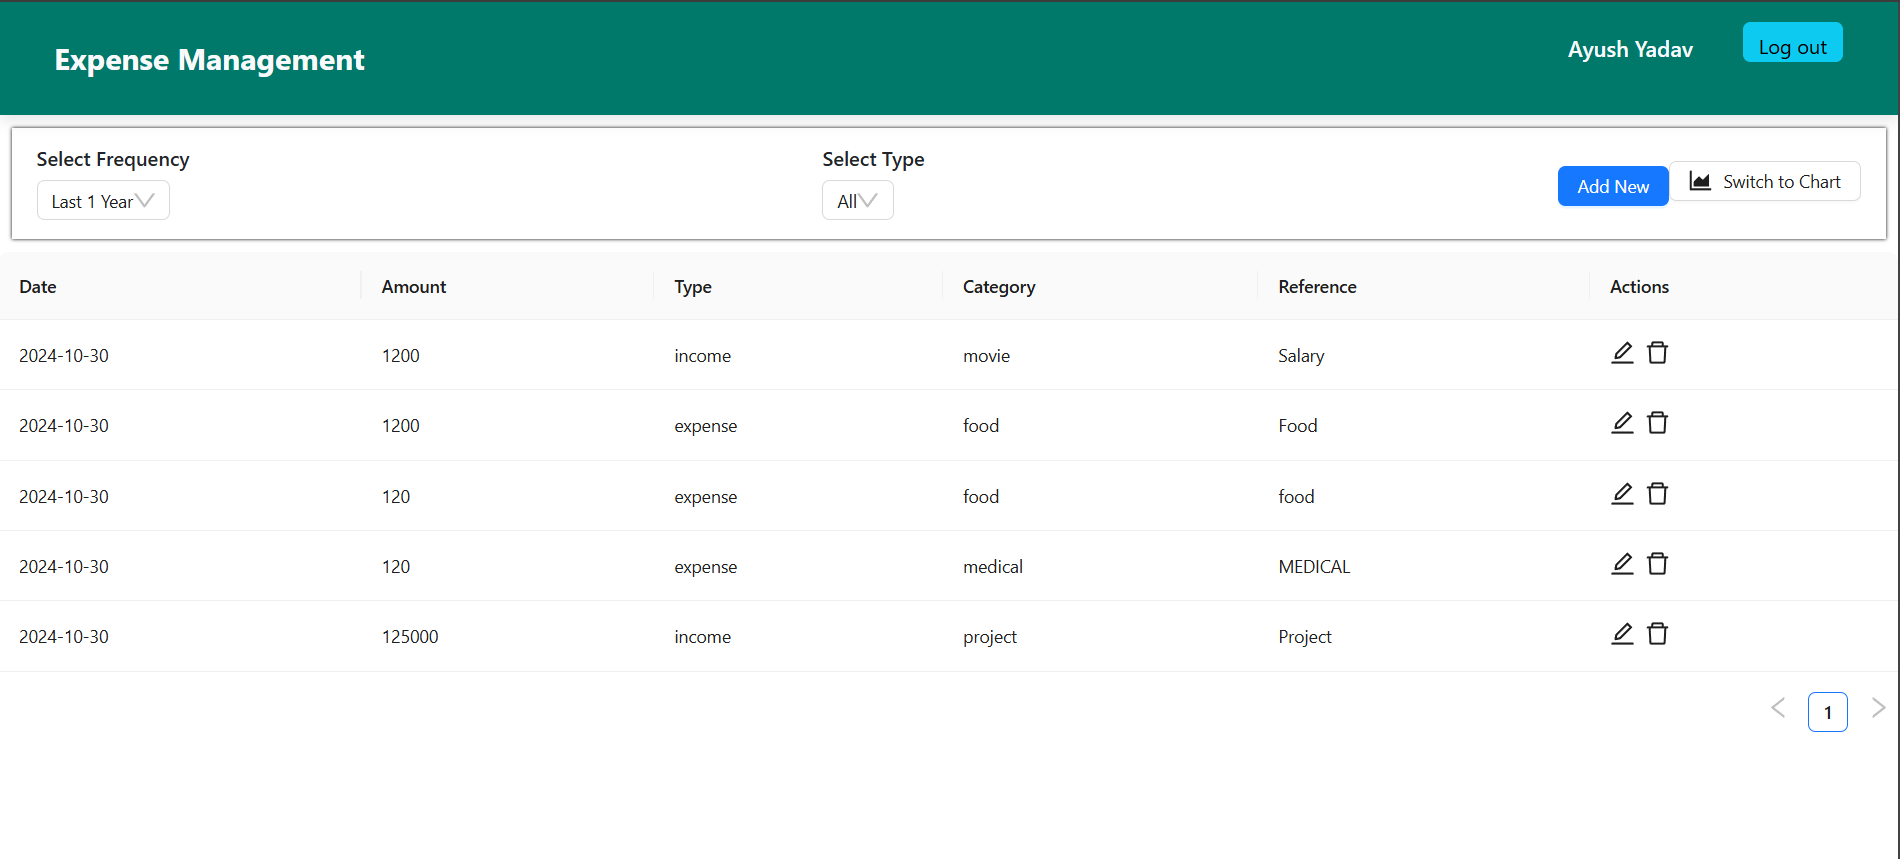 Expense Management
Ayush Yadav
Log out
Select Frequency
Select Type
Last 1 Year
All
Add New
Switch to Chart
Date Amount Type Category Reference Actions
2024-10-30 1200 income movie Salary
2024-10-30 1200 expense food Food
2024-10-30 120 expense food food
2024-10-30 120 expense medical MEDICAL
2024-10-30 125000 income project Project
1